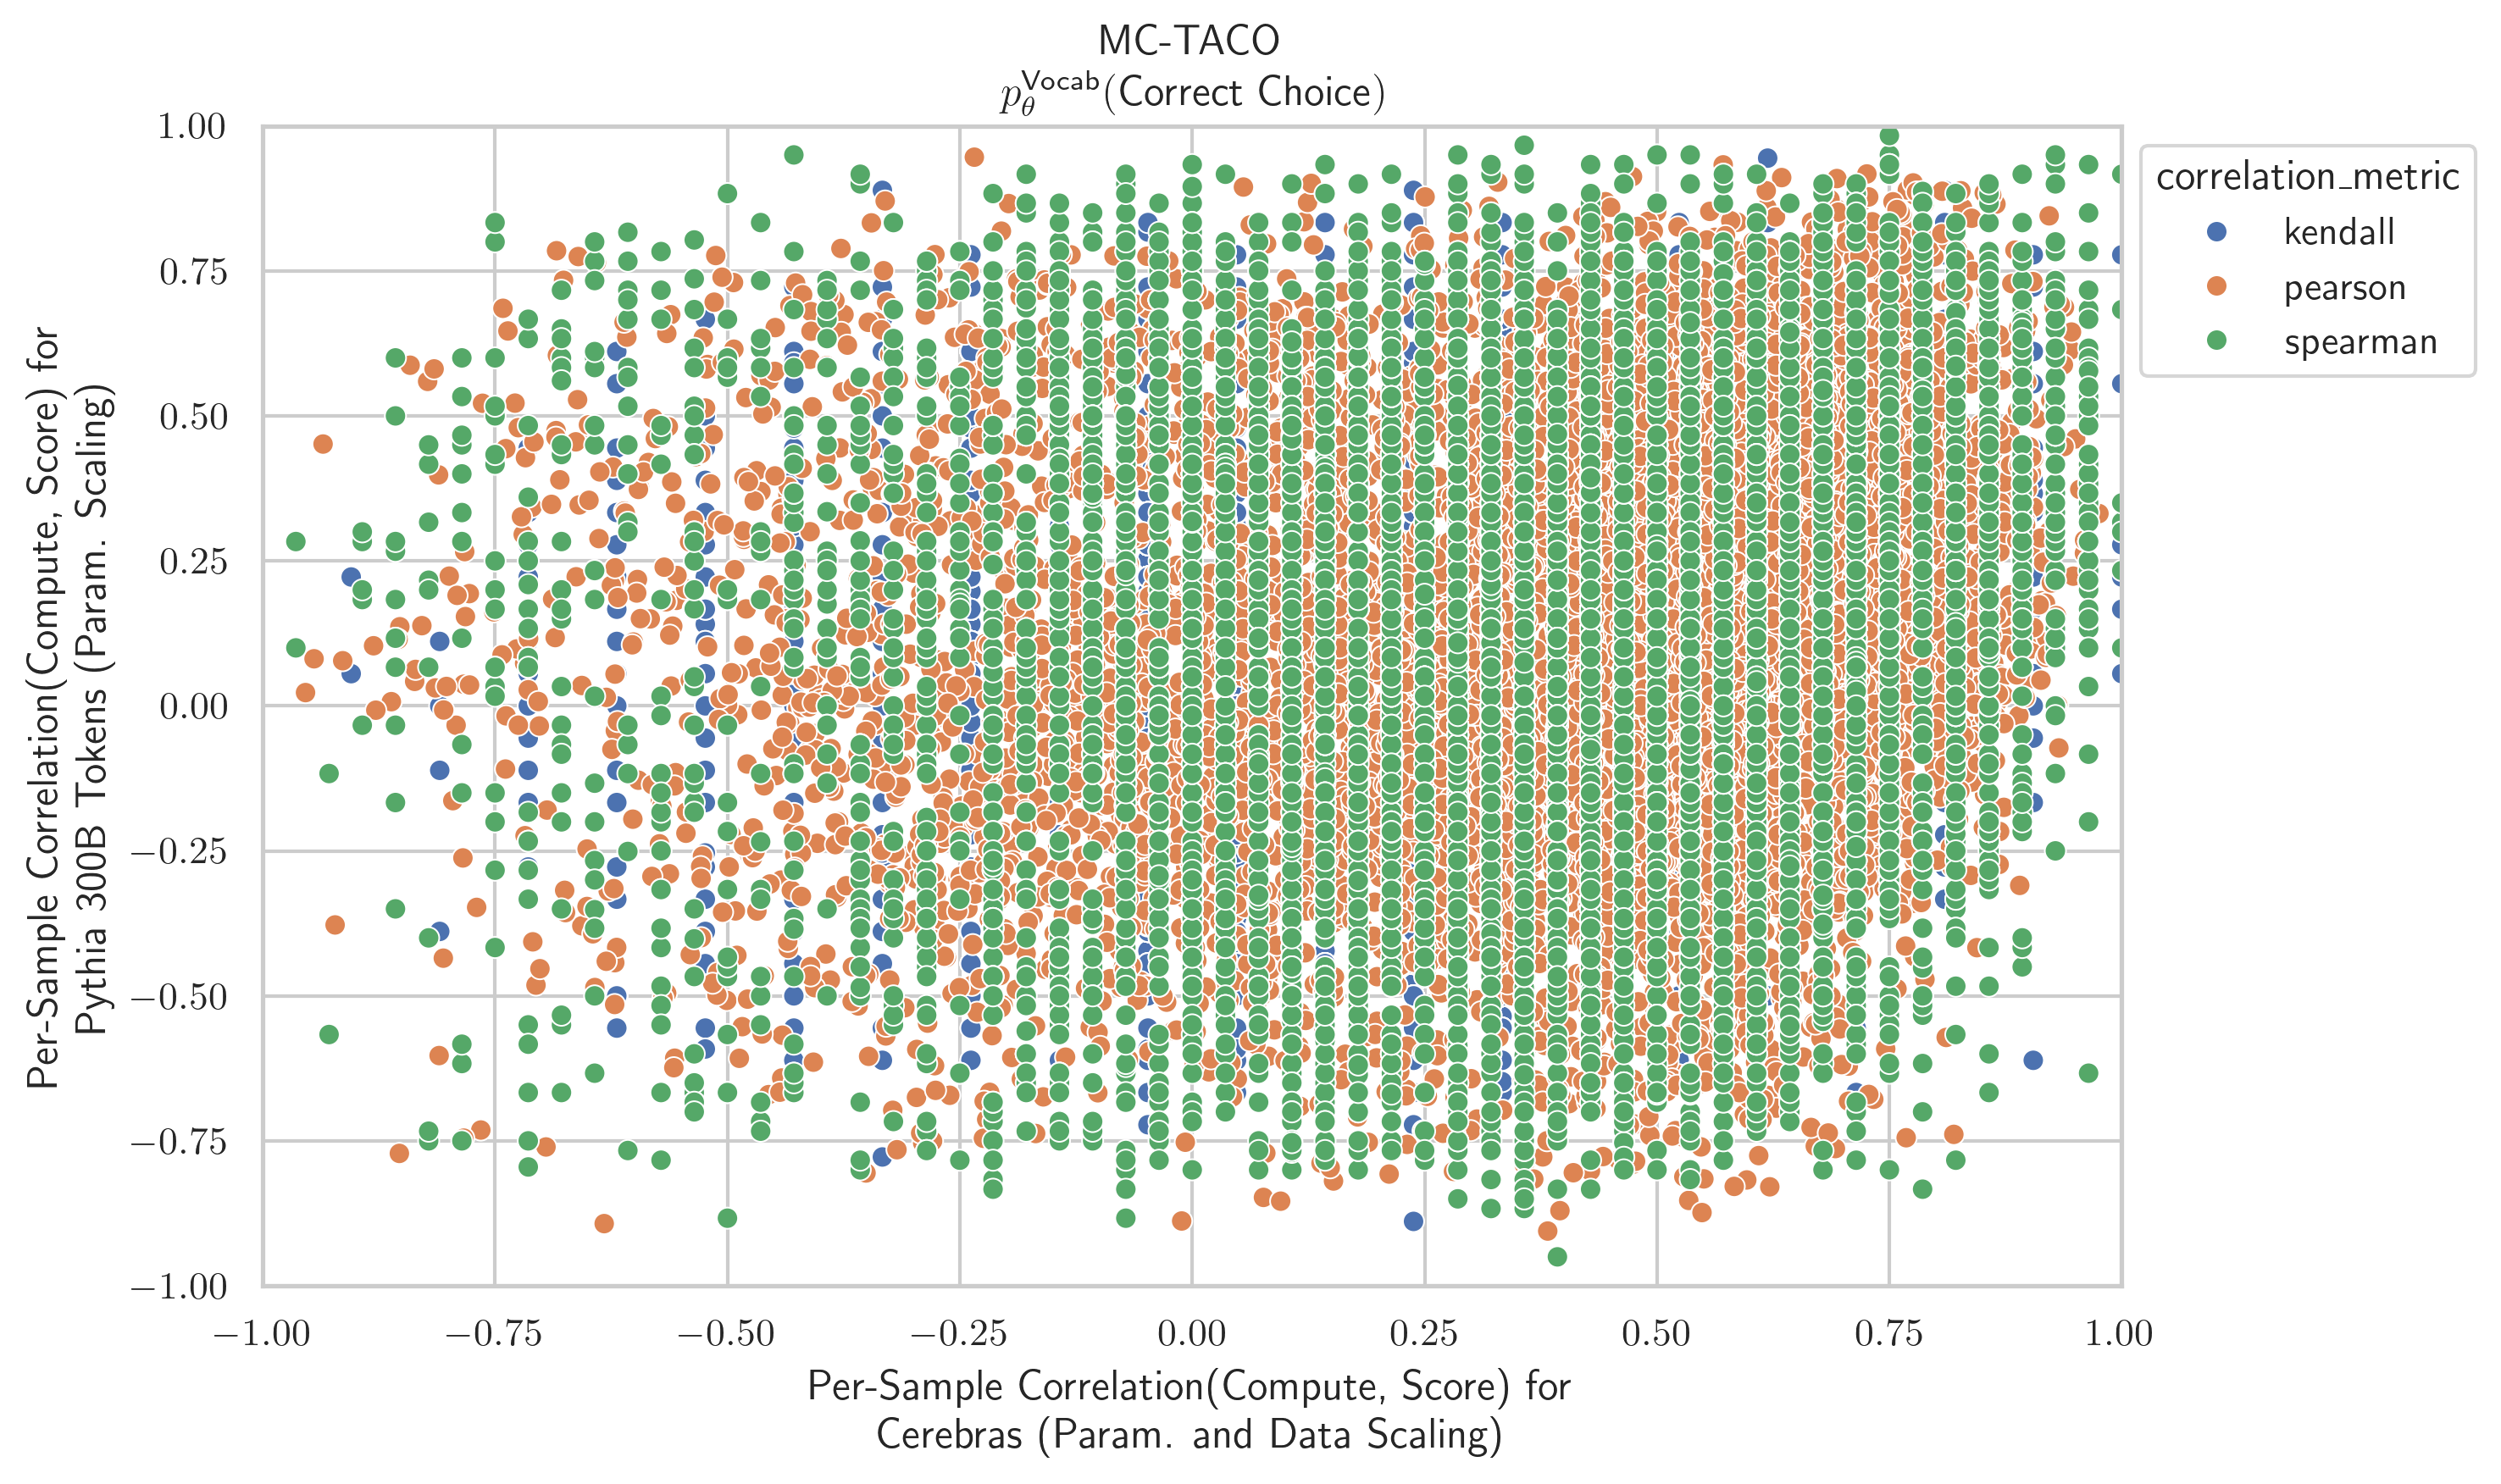 MC-TACO
p_θ^Vocab(Correct Choice)
1.00
0.75
0.50
0.25
0.00
−0.25
−0.50
−0.75
−1.00
Per-Sample Correlation(Compute, Score) for
Pythia 300B Tokens (Param. Scaling)
−1.00 −0.75 −0.50 −0.25 0.00 0.25 0.50 0.75 1.00
Per-Sample Correlation(Compute, Score) for
Cerebras (Param. and Data Scaling)
correlation_metric
kendall
pearson
spearman